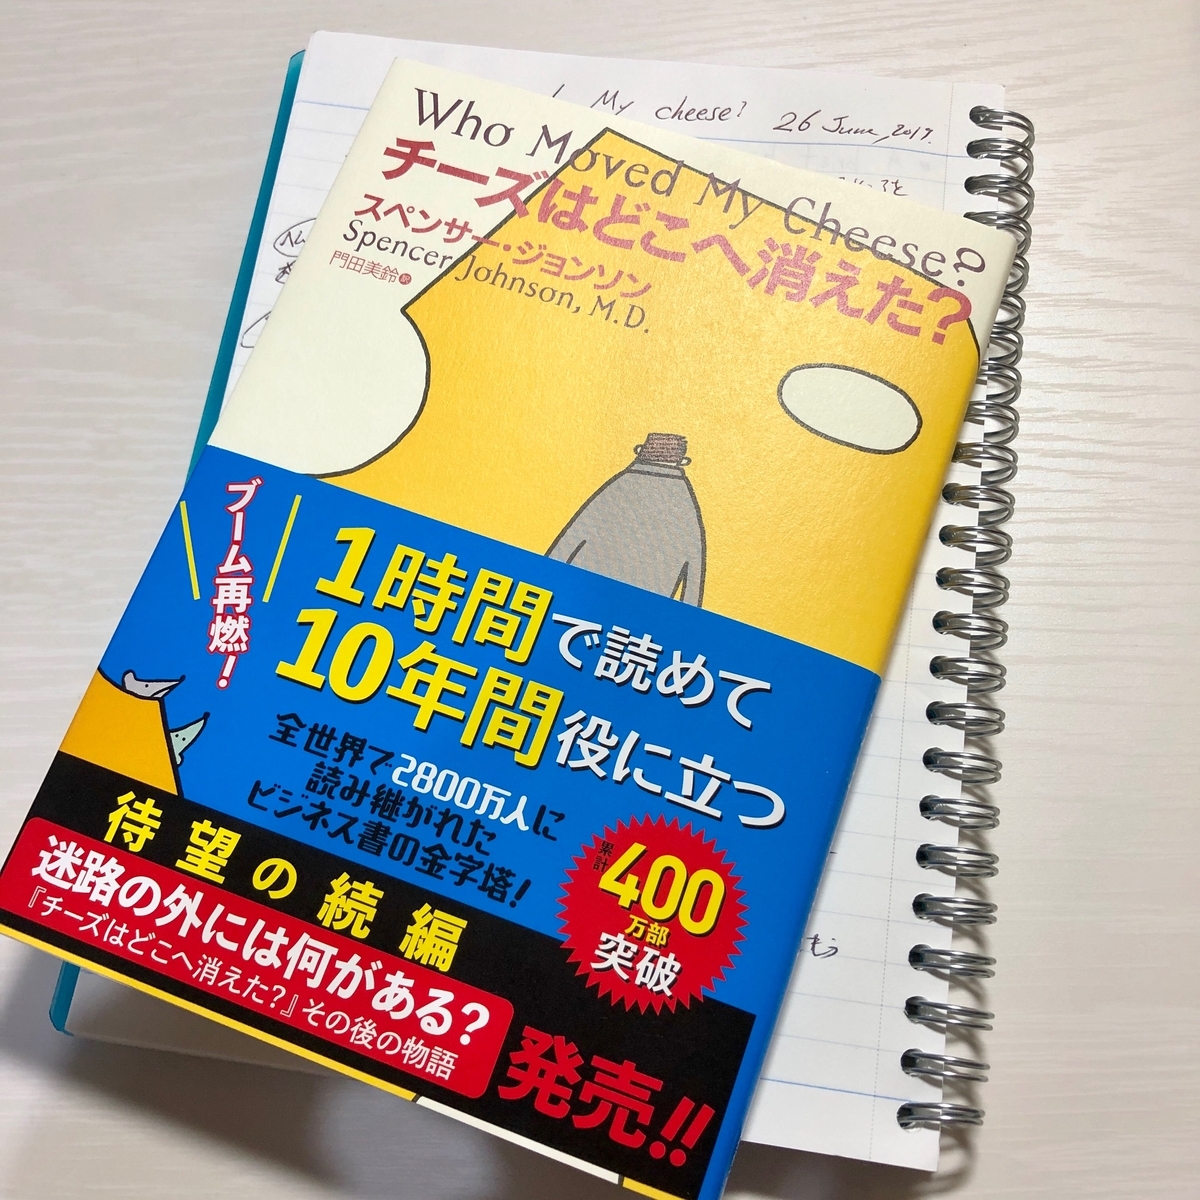 My cheese? 26 June, 2019.
Who Moved My Cheese?
チーズはどこへ消えた?
スペンサー・ジョンソン
Spencer Johnson, M.D.
門田美鈴 訳
ブーム再燃!
1時間で読めて
10年間役に立つ
全世界で2800万人に
読み継がれた
ビジネス書の金字塔!
累計
400
万部
突破
待望の続編
迷路の外には何がある?
『チーズはどこへ消えた?』その後の物語
発売!!